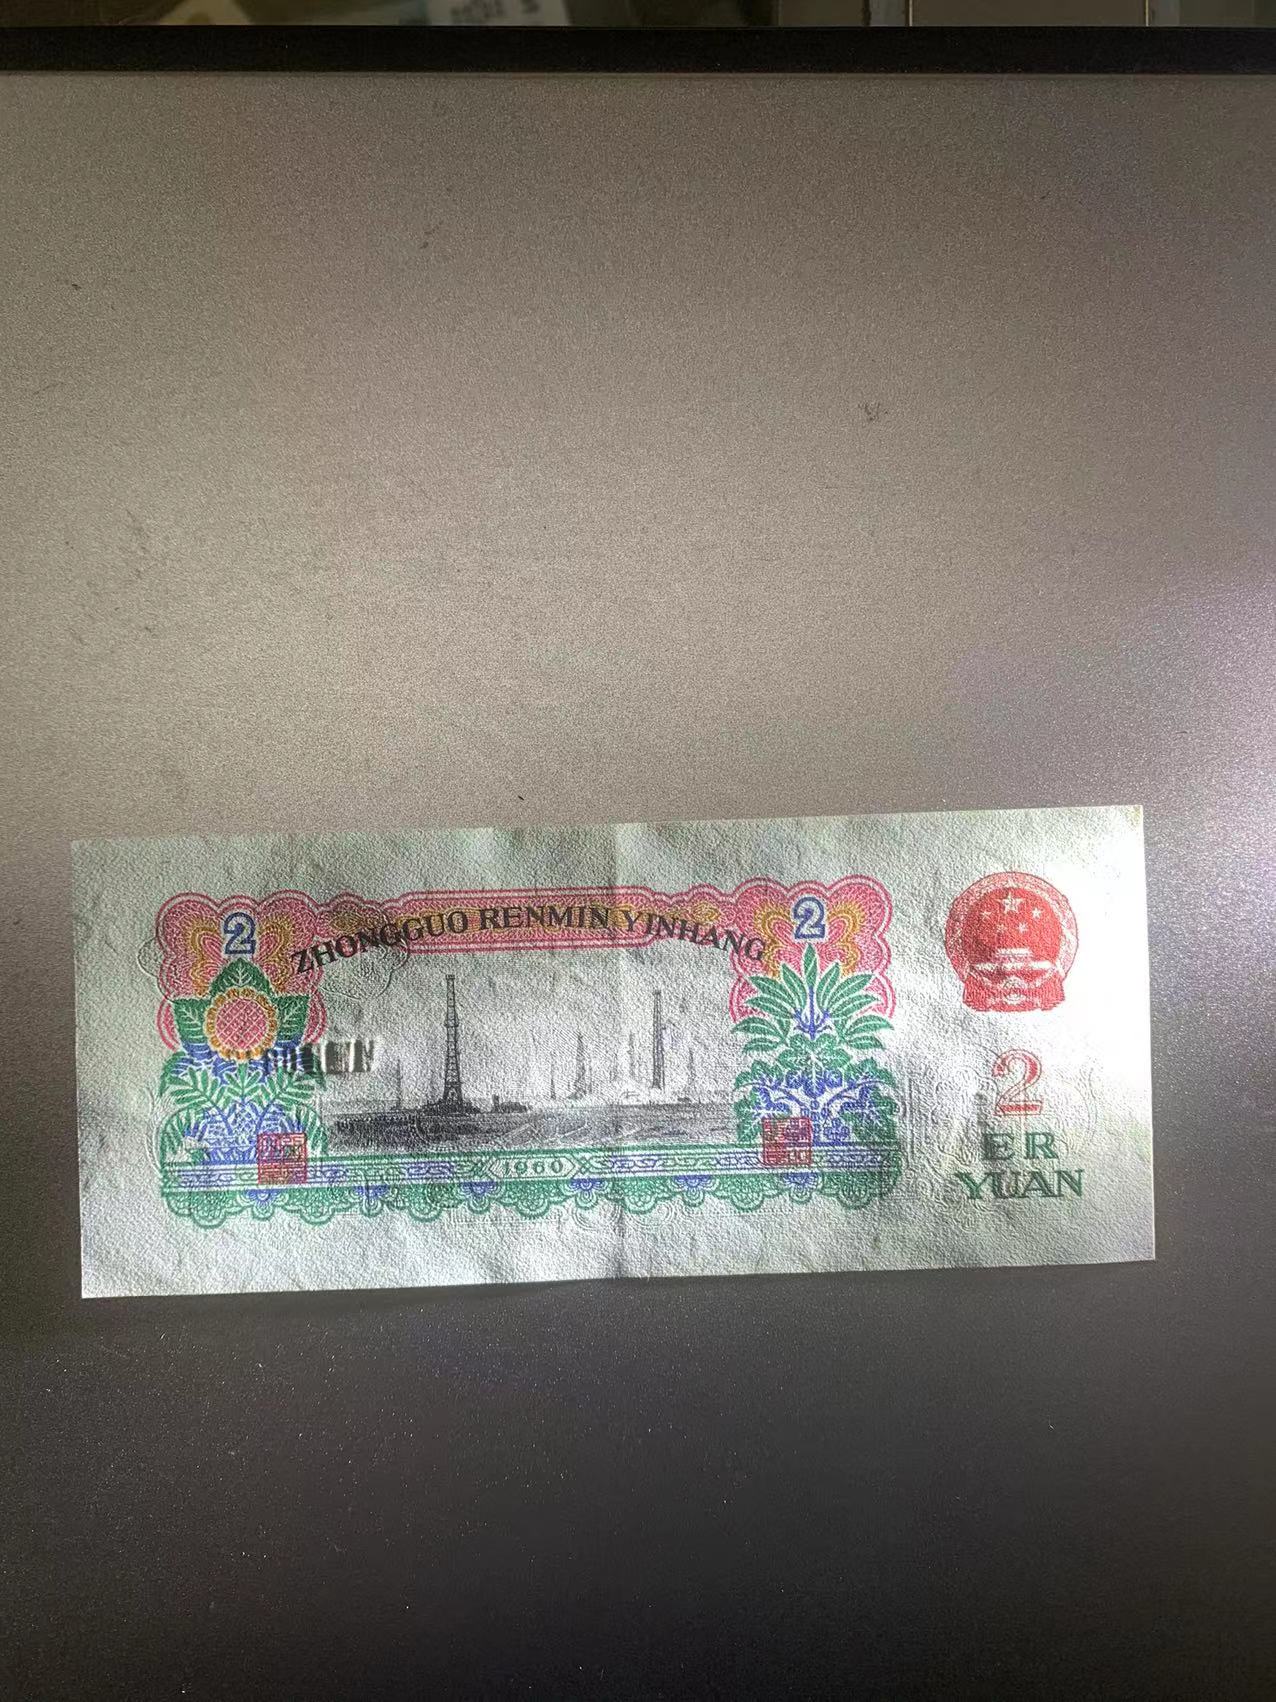 2 ZHONGGUO RENMIN YINHANG 2
1960
2
ER
YUAN